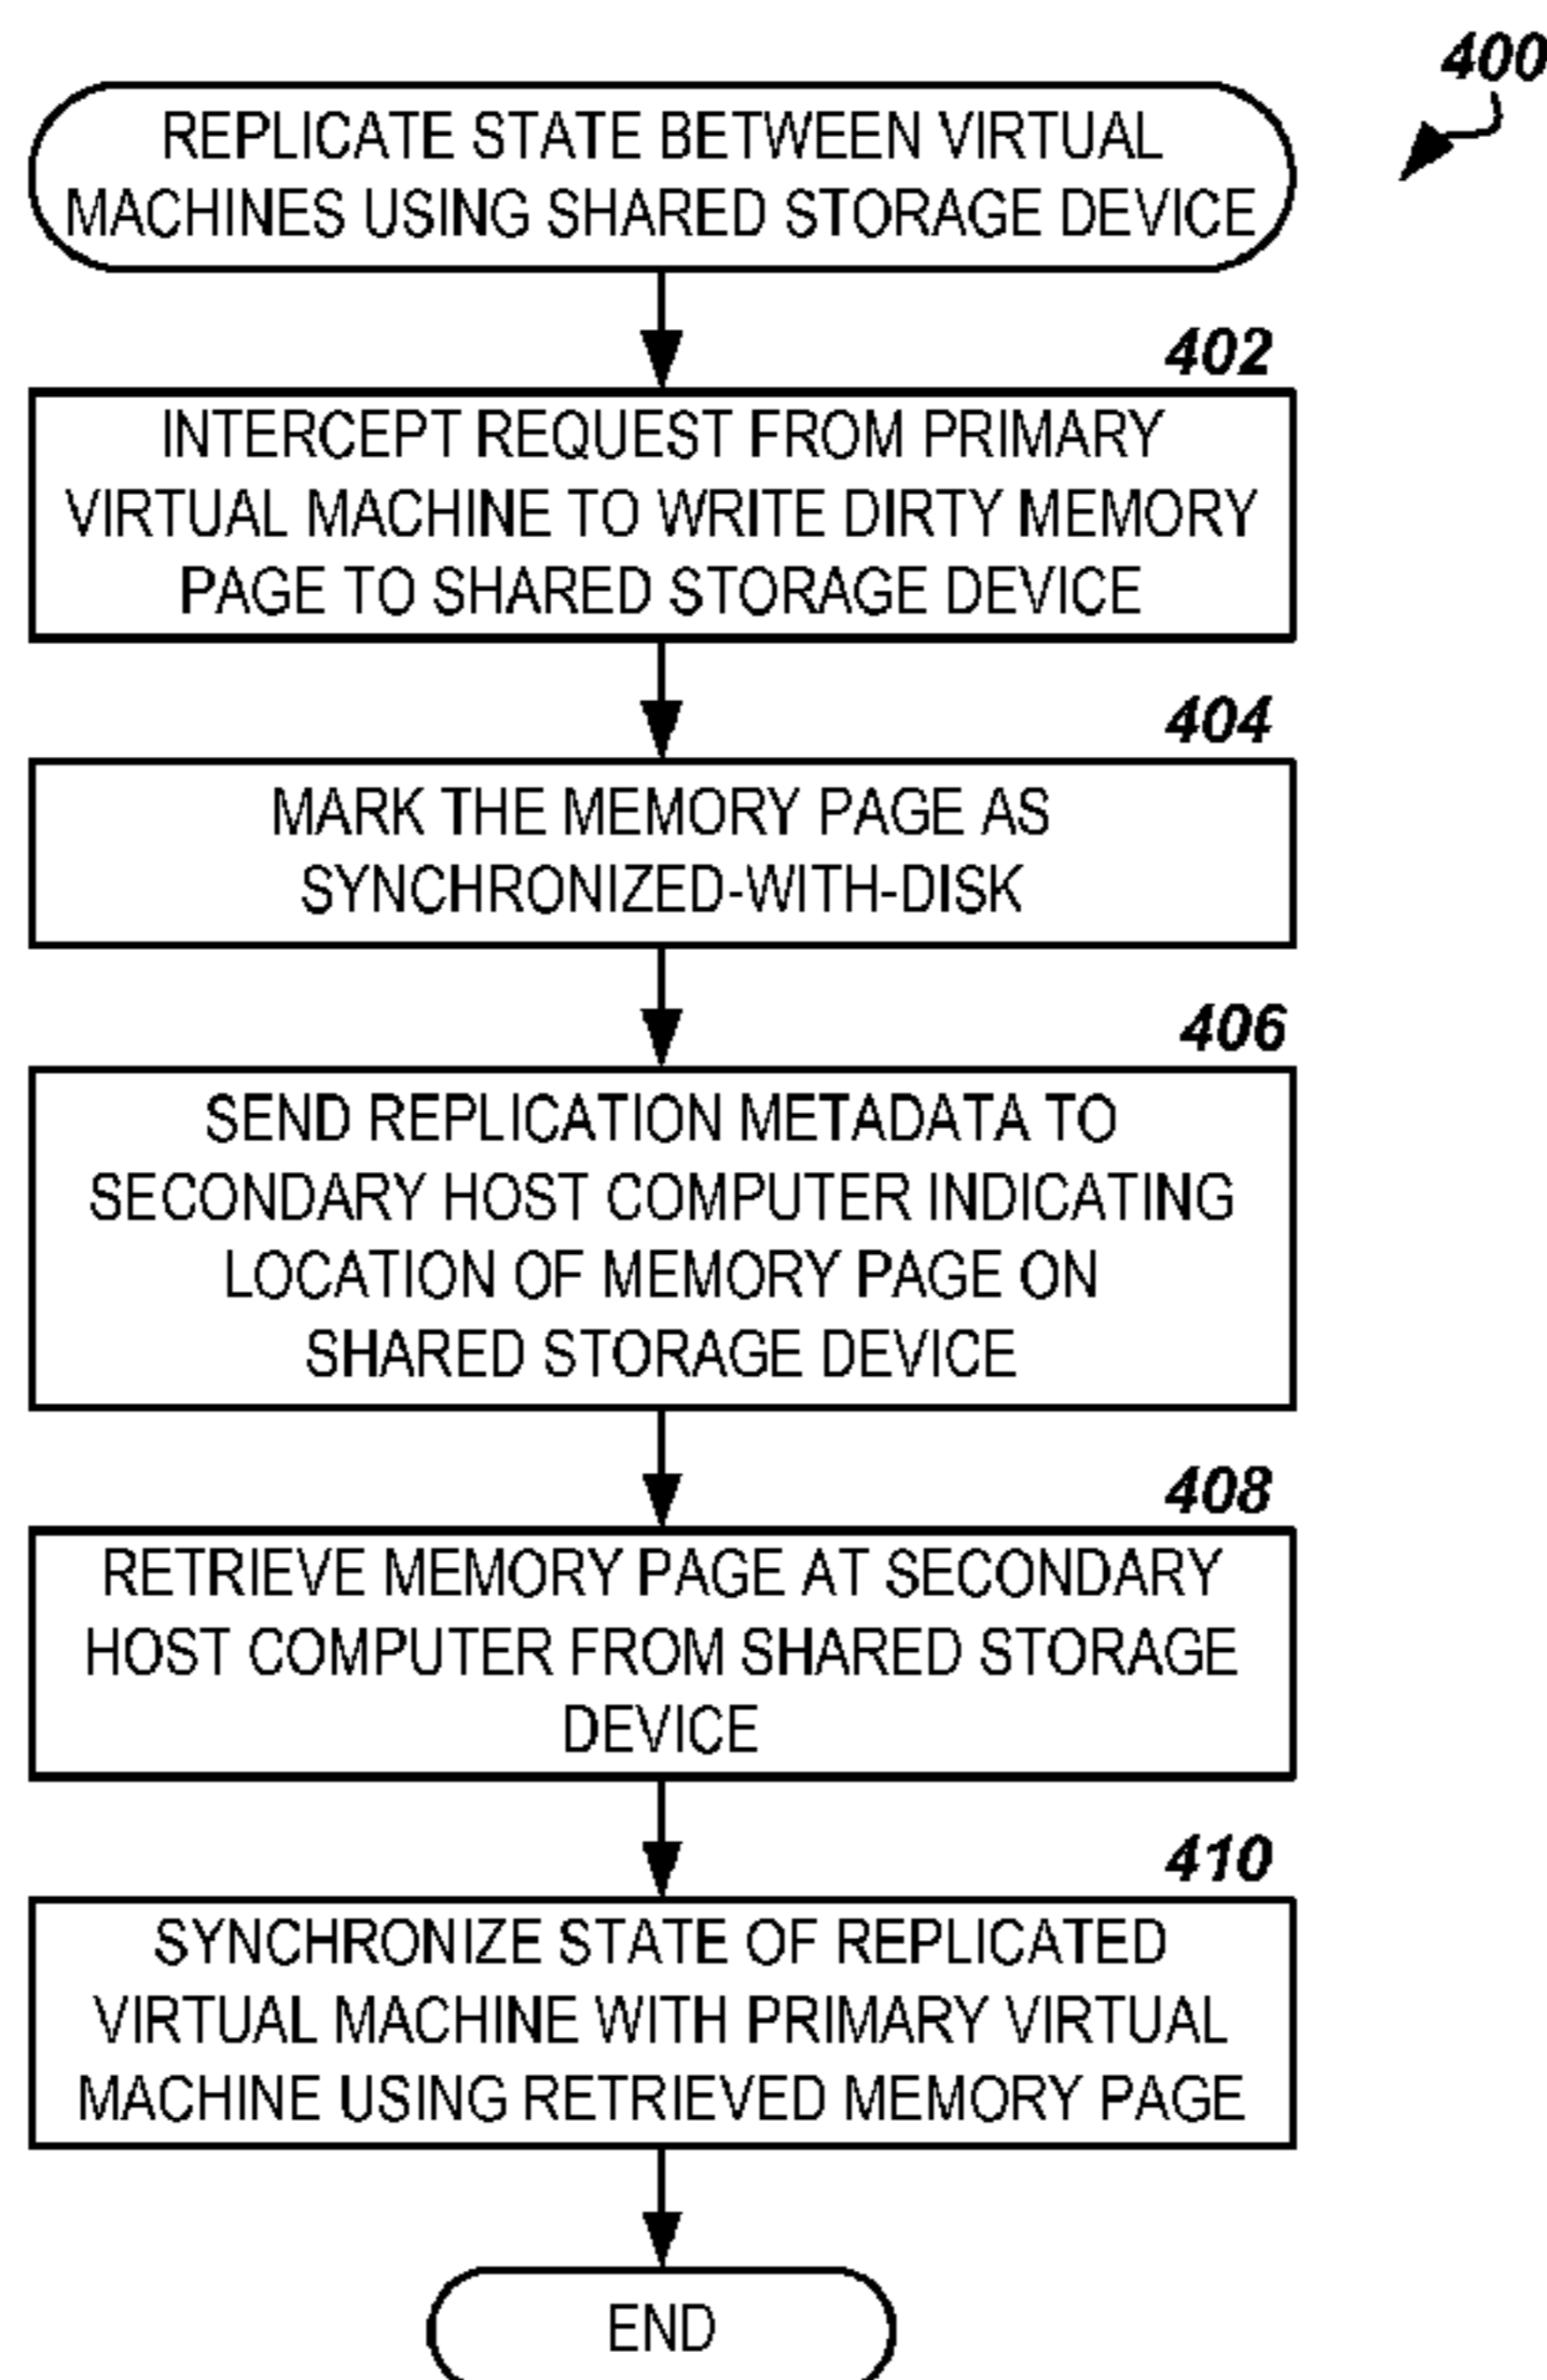 400
REPLICATE STATE BETWEEN VIRTUAL
MACHINES USING SHARED STORAGE DEVICE
402
INTERCEPT REQUEST FROM PRIMARY
VIRTUAL MACHINE TO WRITE DIRTY MEMORY
PAGE TO SHARED STORAGE DEVICE
404
MARK THE MEMORY PAGE AS
SYNCHRONIZED-WITH-DISK
406
SEND REPLICATION METADATA TO
SECONDARY HOST COMPUTER INDICATING
LOCATION OF MEMORY PAGE ON
SHARED STORAGE DEVICE
408
RETRIEVE MEMORY PAGE AT SECONDARY
HOST COMPUTER FROM SHARED STORAGE
DEVICE
410
SYNCHRONIZE STATE OF REPLICATED
VIRTUAL MACHINE WITH PRIMARY VIRTUAL
MACHINE USING RETRIEVED MEMORY PAGE
END